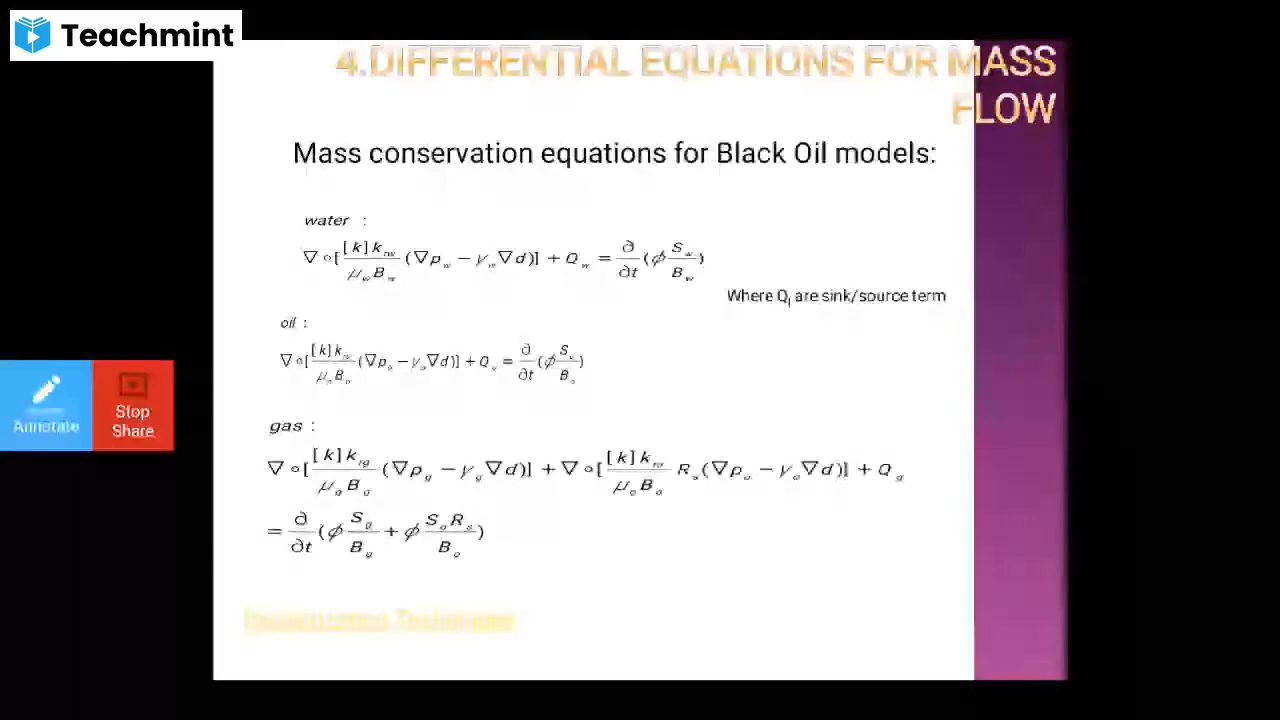 Teachmint
4.DIFFERENTIAL EQUATIONS FOR MASS
FLOW
Mass conservation equations for Black Oil models:
water :
∇∘[[k]k_rw/μ_w B_w (∇p_w − γ_w∇d)] + Q_w = ∂/∂t(ϕ S_w/B_w)
Where Q_l are sink/source term
oil :
∇∘[[k]k_ro/μ_o B_o (∇p_o − γ_o∇d)] + Q_o = ∂/∂t(ϕ S_o/B_o)
gas :
∇∘[[k]k_rg/μ_g B_g (∇p_g − γ_g∇d)] + ∇∘[[k]k_ro/μ_o B_o R_s(∇p_o − γ_o∇d)] + Q_g
= ∂/∂t(ϕ S_g/B_g + ϕ S_o R_s/B_o)
Annotate
Stop
Share